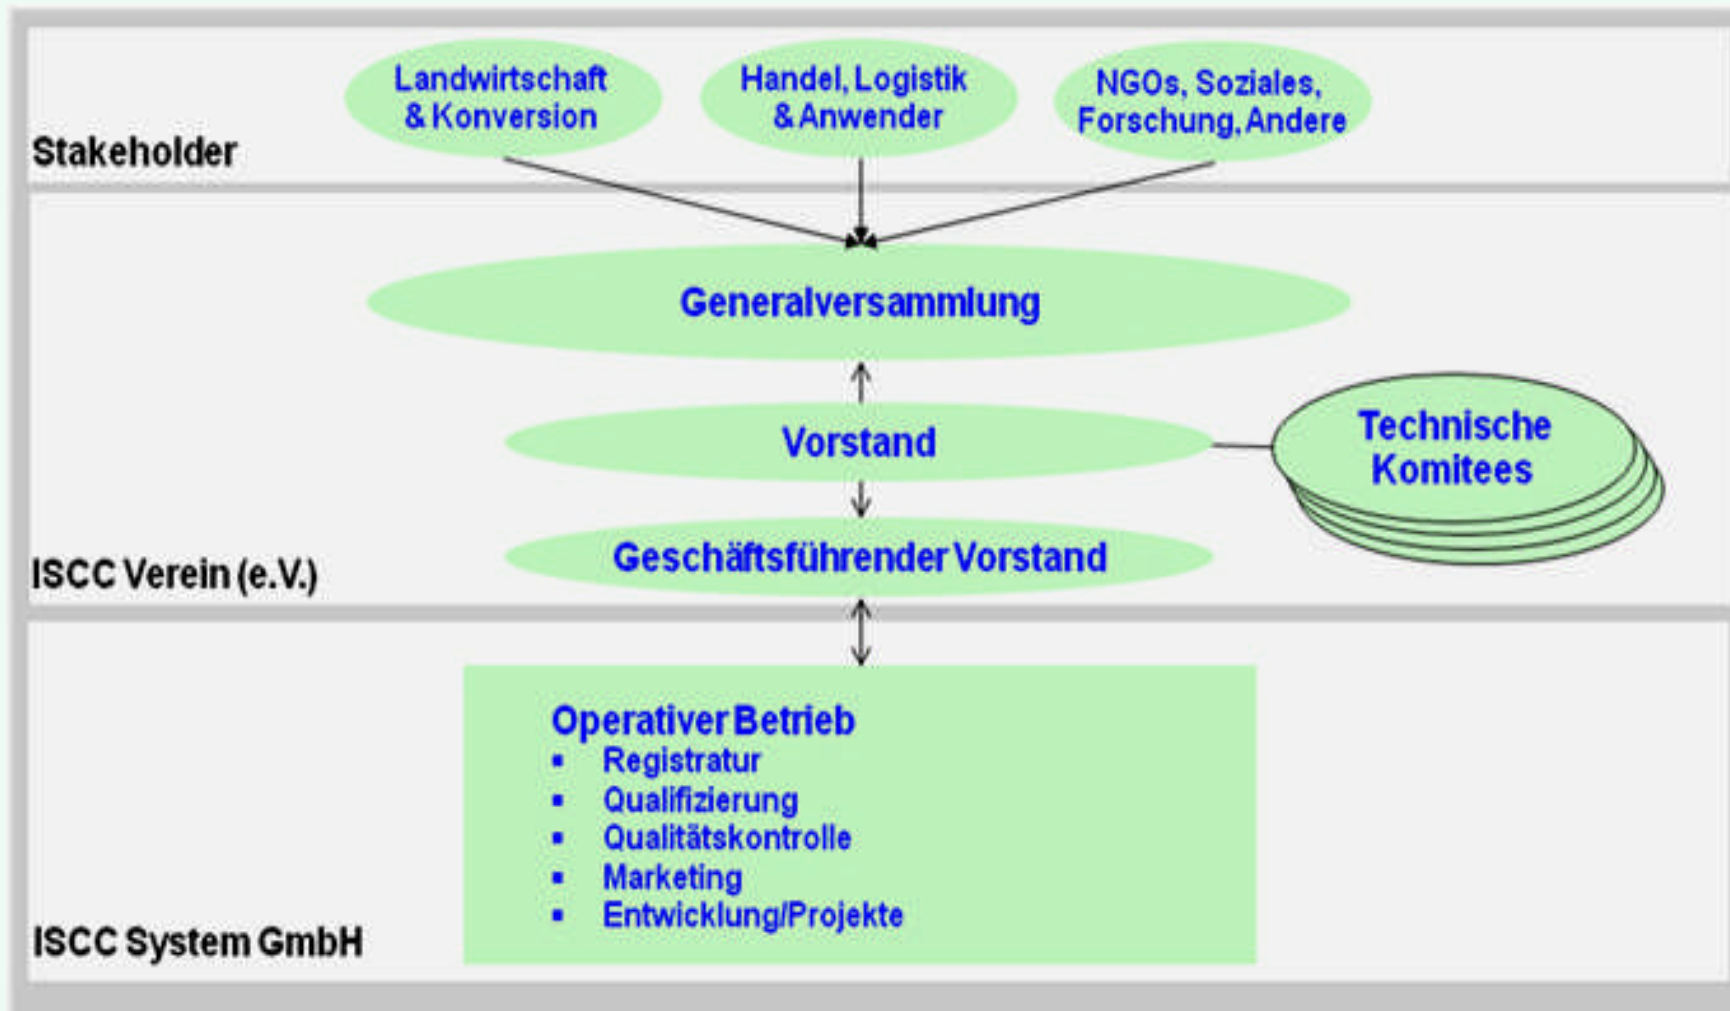 Landwirtschaft
& Konversion
Handel, Logistik
& Anwender
NGOs, Soziales,
Forschung, Andere
Stakeholder
Generalversammlung
Vorstand
Technische
Komitees
Geschäftsführender Vorstand
ISCC Verein (e.V.)
Operativer Betrieb
▪ Registratur
▪ Qualifizierung
▪ Qualitätskontrolle
▪ Marketing
▪ Entwicklung/Projekte
ISCC System GmbH